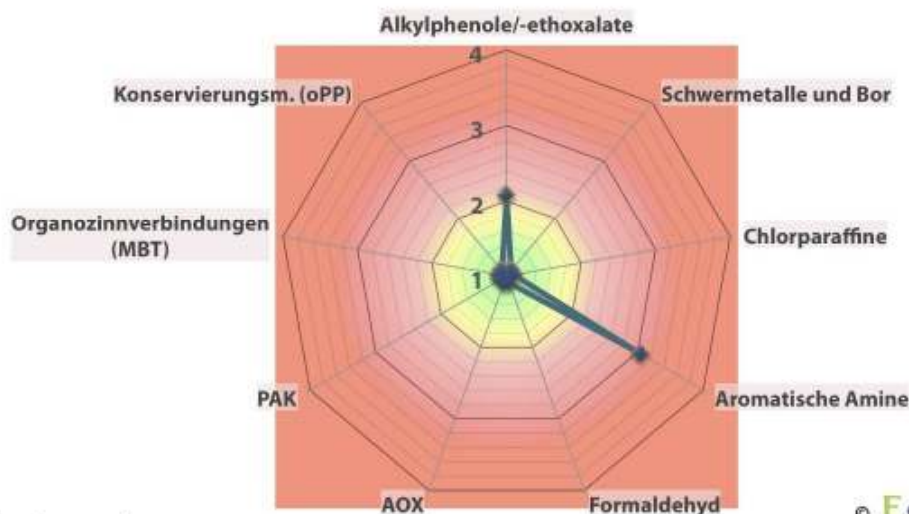 Alkylphenole/-ethoxalate
4
Konservierungsm. (oPP)
Schwermetalle und Bor
3
Organozinnverbindungen
(MBT)
2
Chlorparaffine
1
PAK
Aromatische Amine
AOX
Formaldehyd
©